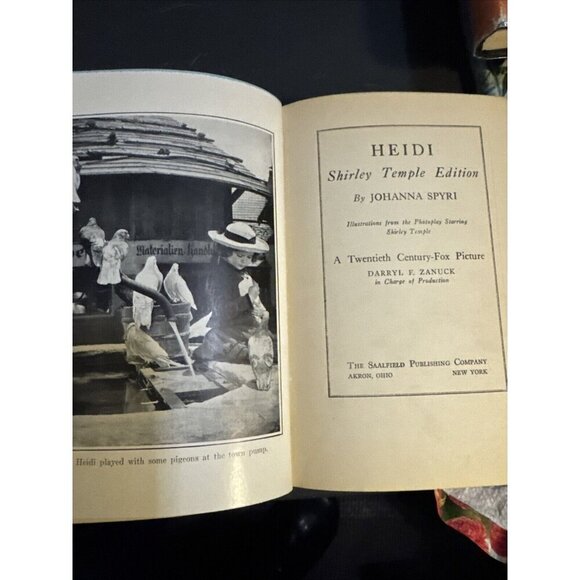 Materialien Handl
Heidi played with some pigeons at the town pump.
HEIDI
Shirley Temple Edition
By JOHANNA SPYRI
Illustrations from the Photoplay Starring
Shirley Temple
A Twentieth Century-Fox Picture
DARRYL F. ZANUCK
in Charge of Production
THE SAALFIELD PUBLISHING COMPANY
AKRON, OHIO NEW YORK